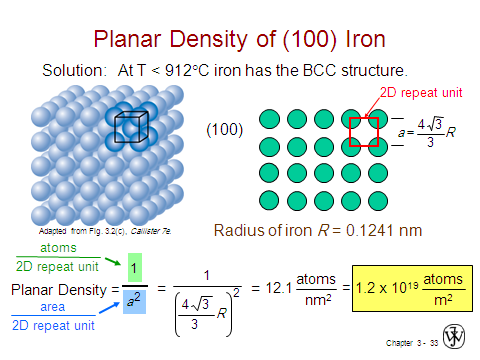 Planar Density of (100) Iron
Solution: At T < 912°C iron has the BCC structure.
2D repeat unit
(100)
a = 4√3/3 R
Adapted from Fig. 3.2(c), Callister 7e.
Radius of iron R = 0.1241 nm
atoms
2D repeat unit
Planar Density = 1/a² = 1/(4√3/3 R)² = 12.1 atoms/nm² = 1.2 x 10¹⁹ atoms/m²
area
2D repeat unit
Chapter 3 - 33